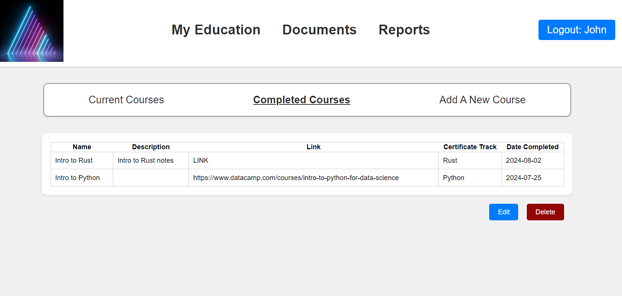 My Education Documents Reports Logout: John
Current Courses Completed Courses Add A New Course
Name Description Link Certificate Track Date Completed
Intro to Rust Intro to Rust notes LINK Rust 2024-08-02
Intro to Python https://www.datacamp.com/courses/intro-to-python-for-data-science Python 2024-07-25
Edit Delete